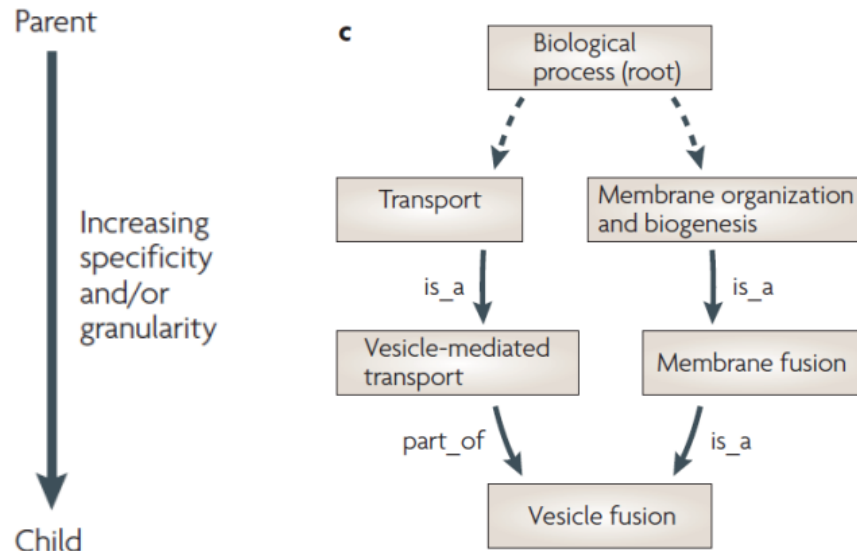 Parent
Increasing
specificity
and/or
granularity
Child
c
Biological
process (root)
Transport
Membrane organization
and biogenesis
is_a
is_a
Vesicle-mediated
transport
Membrane fusion
part_of
is_a
Vesicle fusion